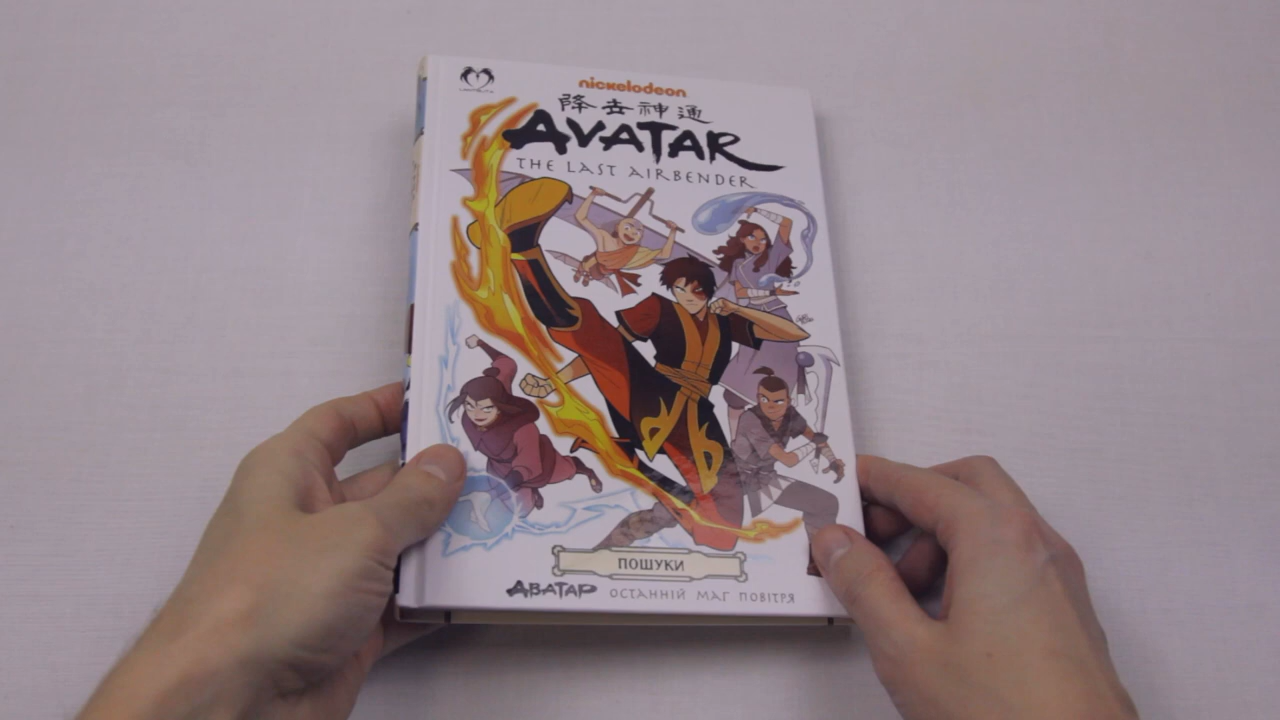 nickelodeon
降去神通
AVATAR
THE LAST AIRBENDER
ПОШУКИ
АВАТАР ОСТАННІЙ МАГ ПОВІТРЯ